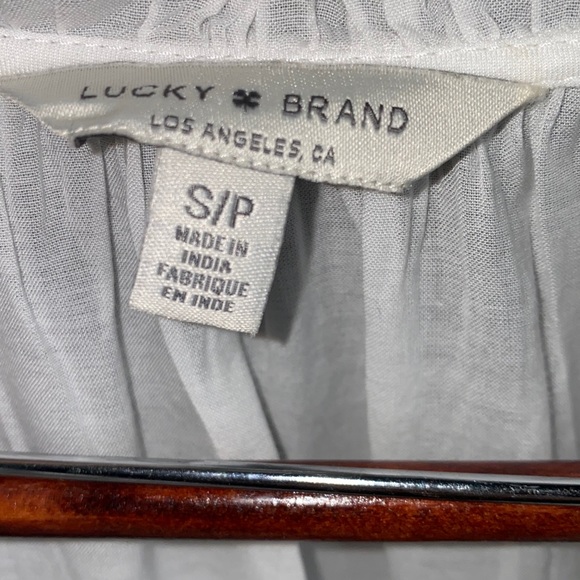 LUCKY BRAND
LOS ANGELES, CA
S/P
MADE IN
INDIA
FABRIQUE
EN INDE